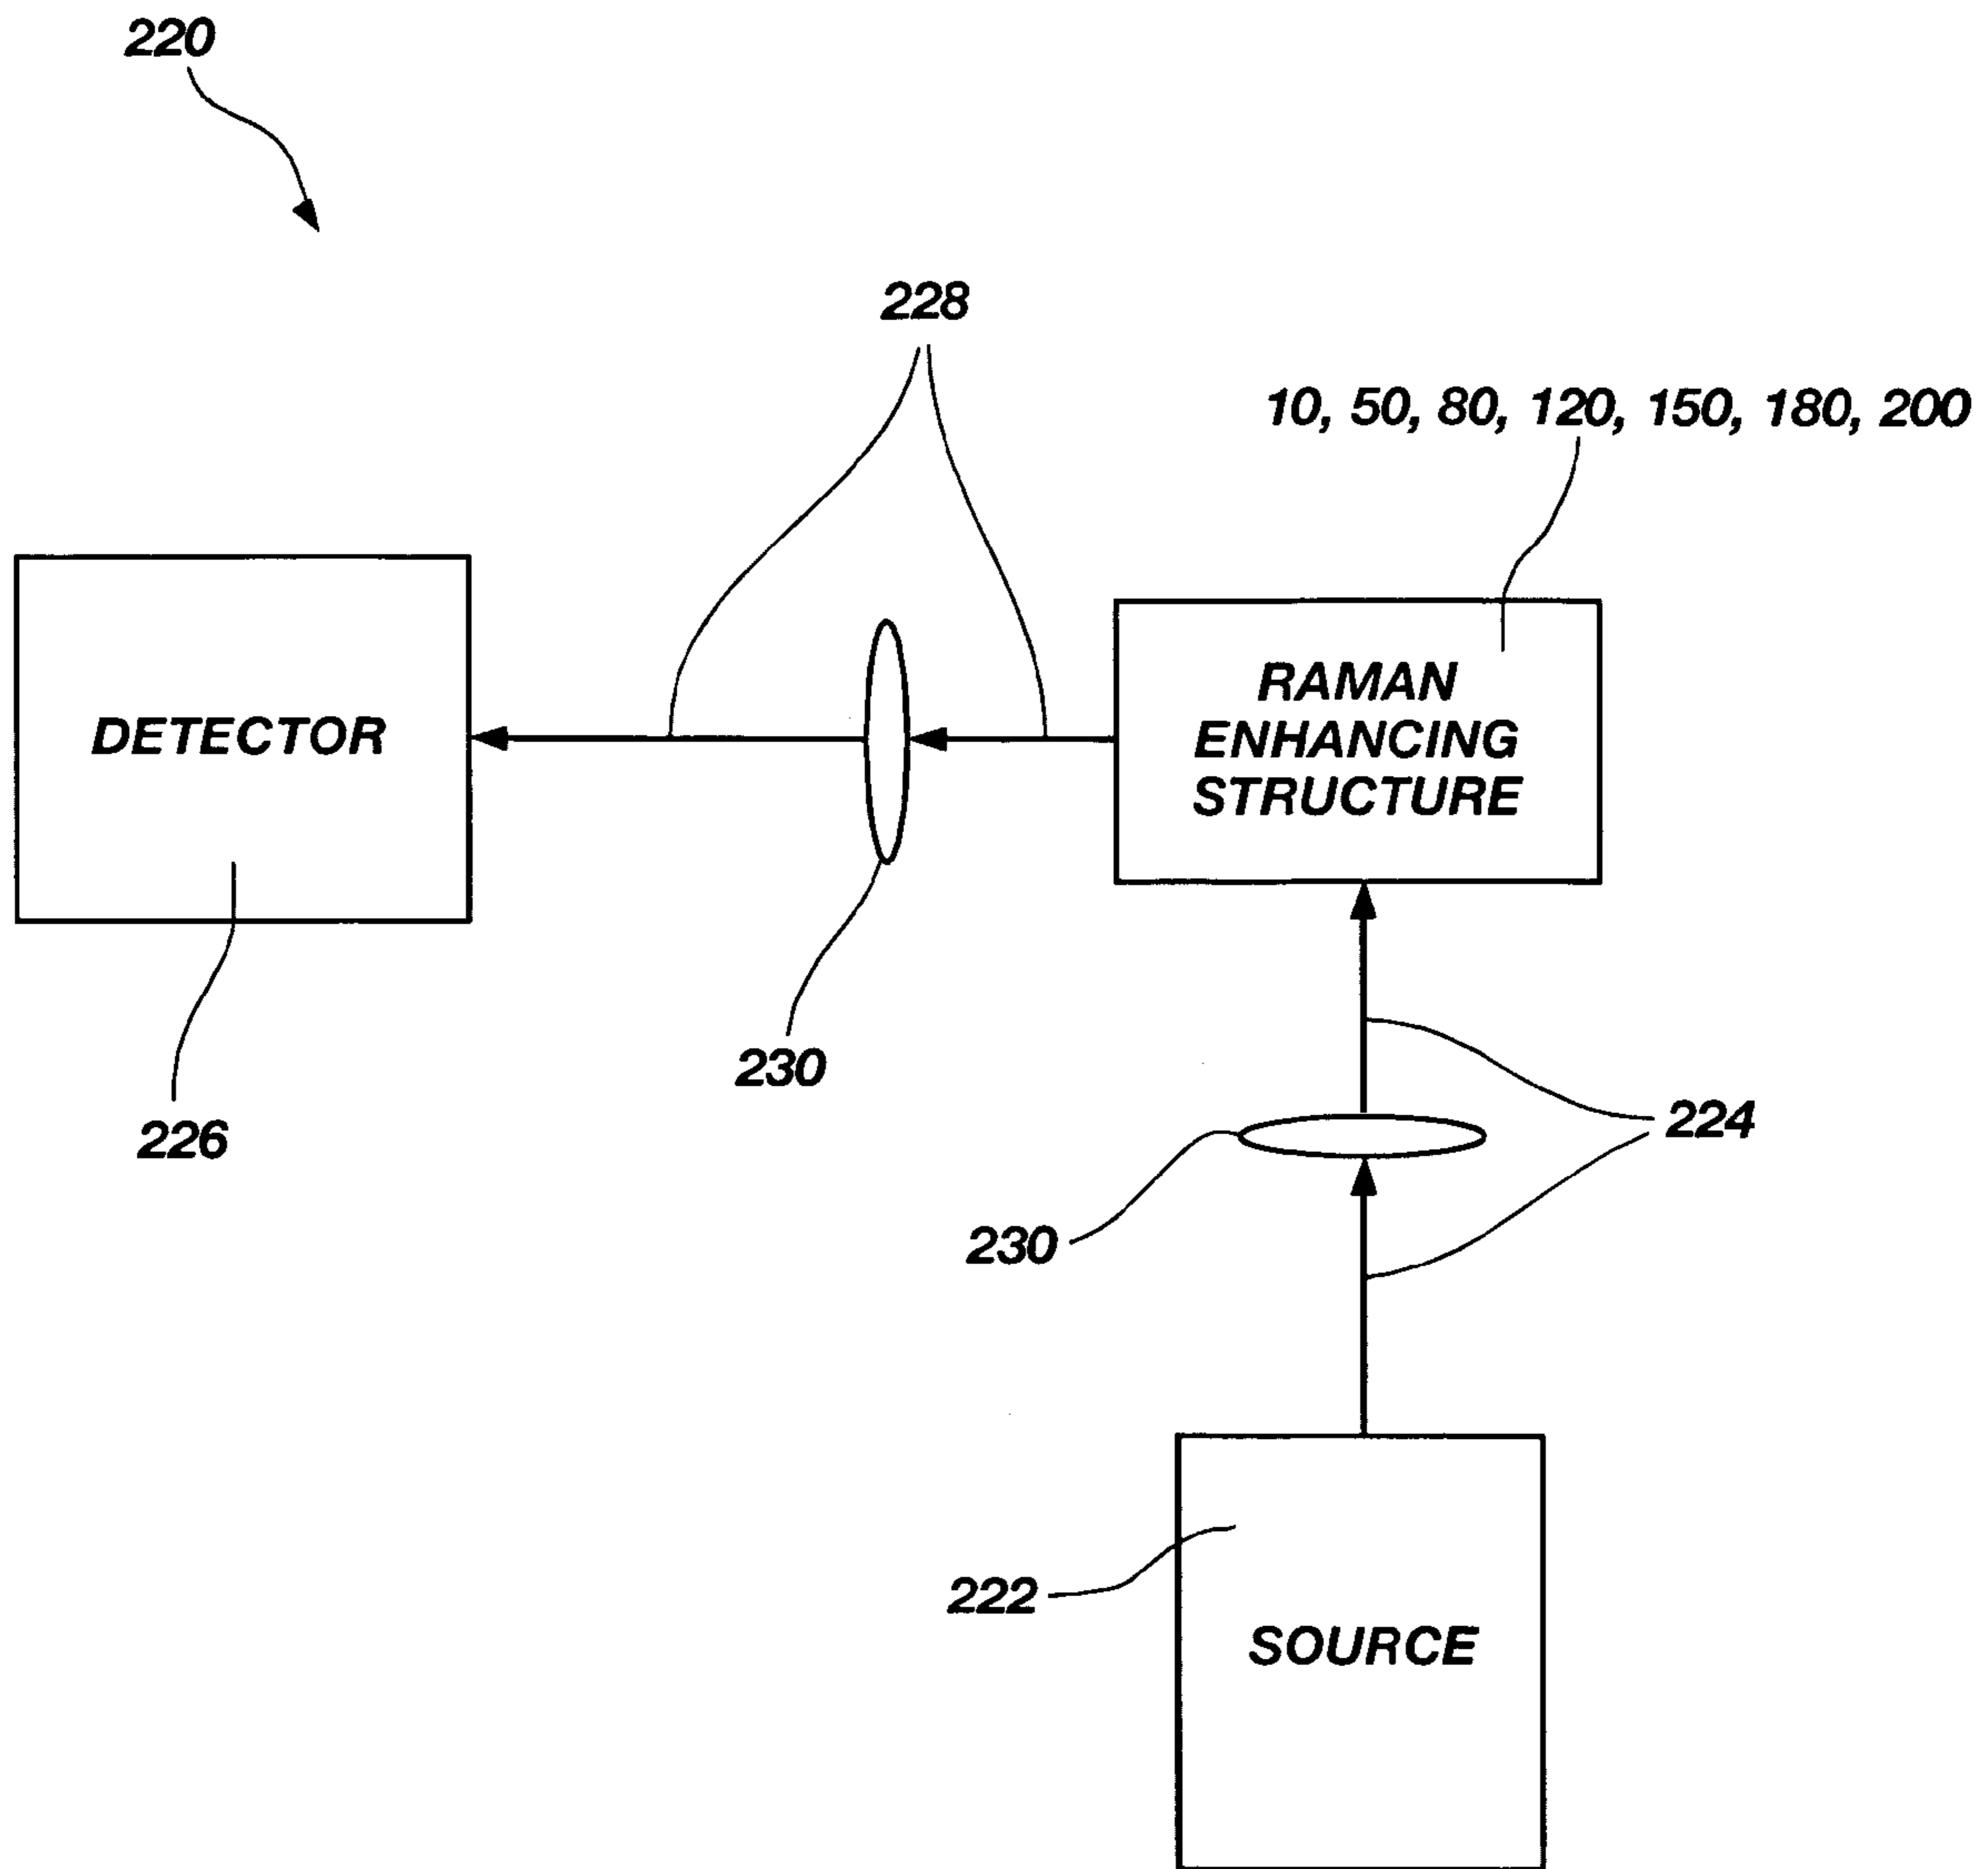 220
228
10, 50, 80, 120, 150, 180, 200
DETECTOR
RAMAN
ENHANCING
STRUCTURE
230
226
224
230
222
SOURCE